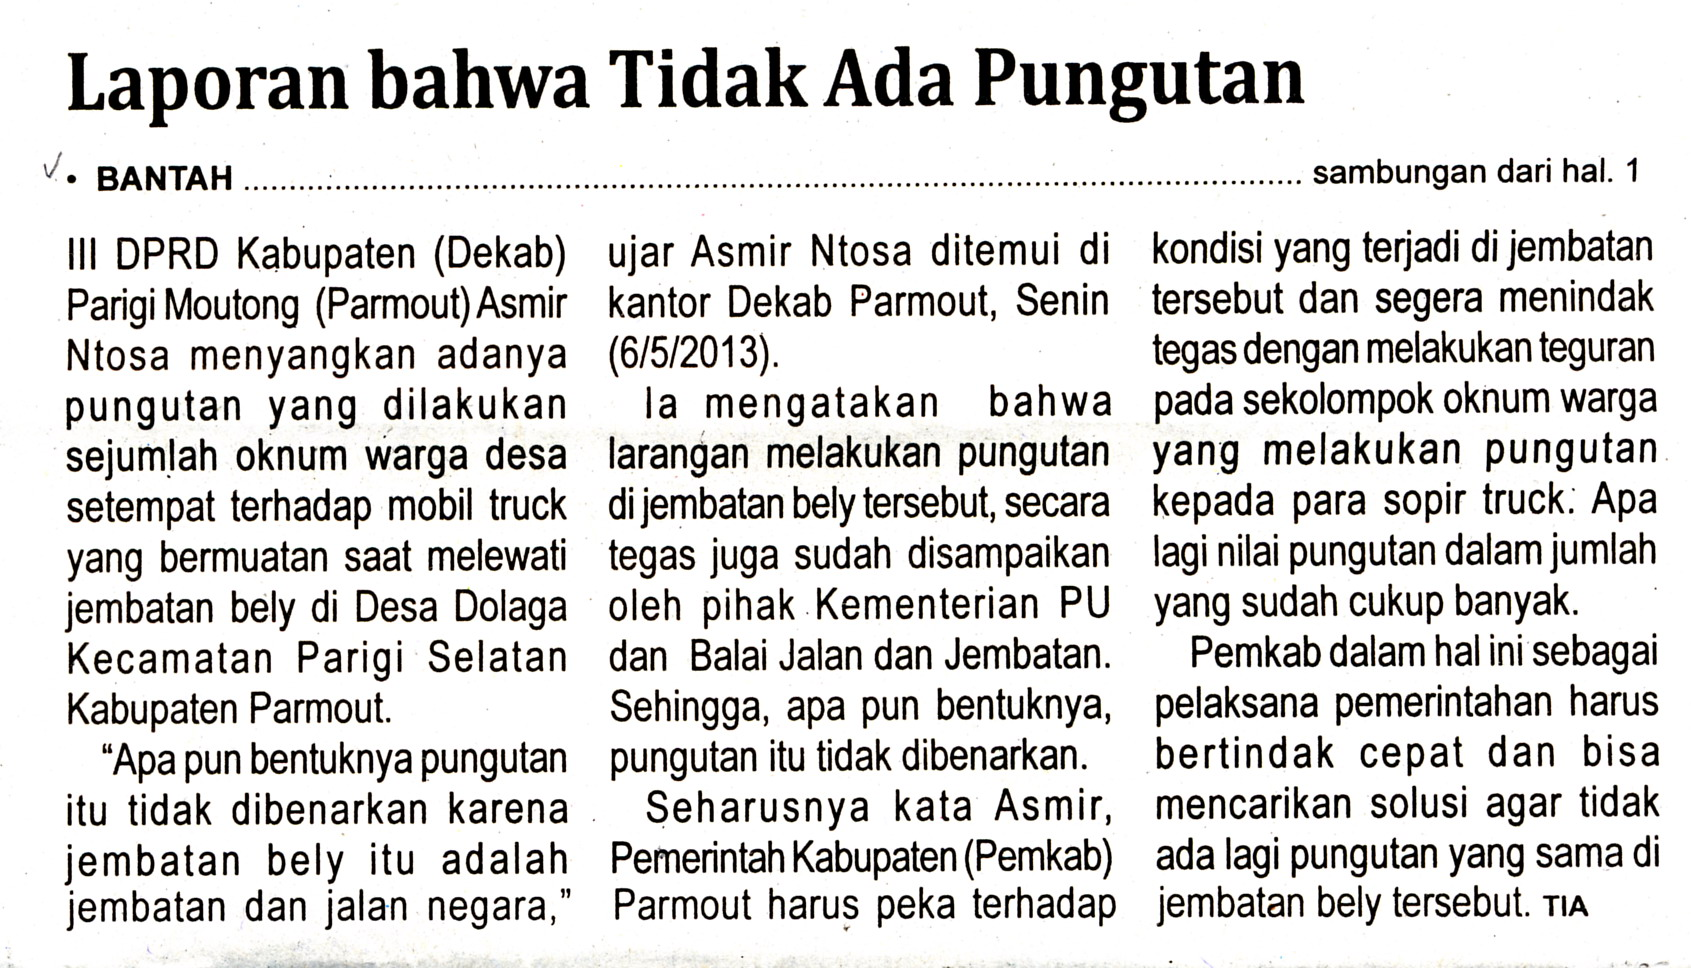 Laporan bahwa Tidak Ada Pungutan
• BANTAH ........................................................................................................................ sambungan dari hal. 1
III DPRD Kabupaten (Dekab)
Parigi Moutong (Parmout) Asmir
Ntosa menyangkan adanya
pungutan yang dilakukan
sejumlah oknum warga desa
setempat terhadap mobil truck
yang bermuatan saat melewati
jembatan bely di Desa Dolaga
Kecamatan Parigi Selatan
Kabupaten Parmout.
“Apa pun bentuknya pungutan
itu tidak dibenarkan karena
jembatan bely itu adalah
jembatan dan jalan negara,”
ujar Asmir Ntosa ditemui di
kantor Dekab Parmout, Senin
(6/5/2013).
Ia mengatakan bahwa
larangan melakukan pungutan
di jembatan bely tersebut, secara
tegas juga sudah disampaikan
oleh pihak Kementerian PU
dan Balai Jalan dan Jembatan.
Sehingga, apa pun bentuknya,
pungutan itu tidak dibenarkan.
Seharusnya kata Asmir,
Pemerintah Kabupaten (Pemkab)
Parmout harus peka terhadap
kondisi yang terjadi di jembatan
tersebut dan segera menindak
tegas dengan melakukan teguran
pada sekolompok oknum warga
yang melakukan pungutan
kepada para sopir truck. Apa
lagi nilai pungutan dalam jumlah
yang sudah cukup banyak.
Pemkab dalam hal ini sebagai
pelaksana pemerintahan harus
bertindak cepat dan bisa
mencarikan solusi agar tidak
ada lagi pungutan yang sama di
jembatan bely tersebut. TIA